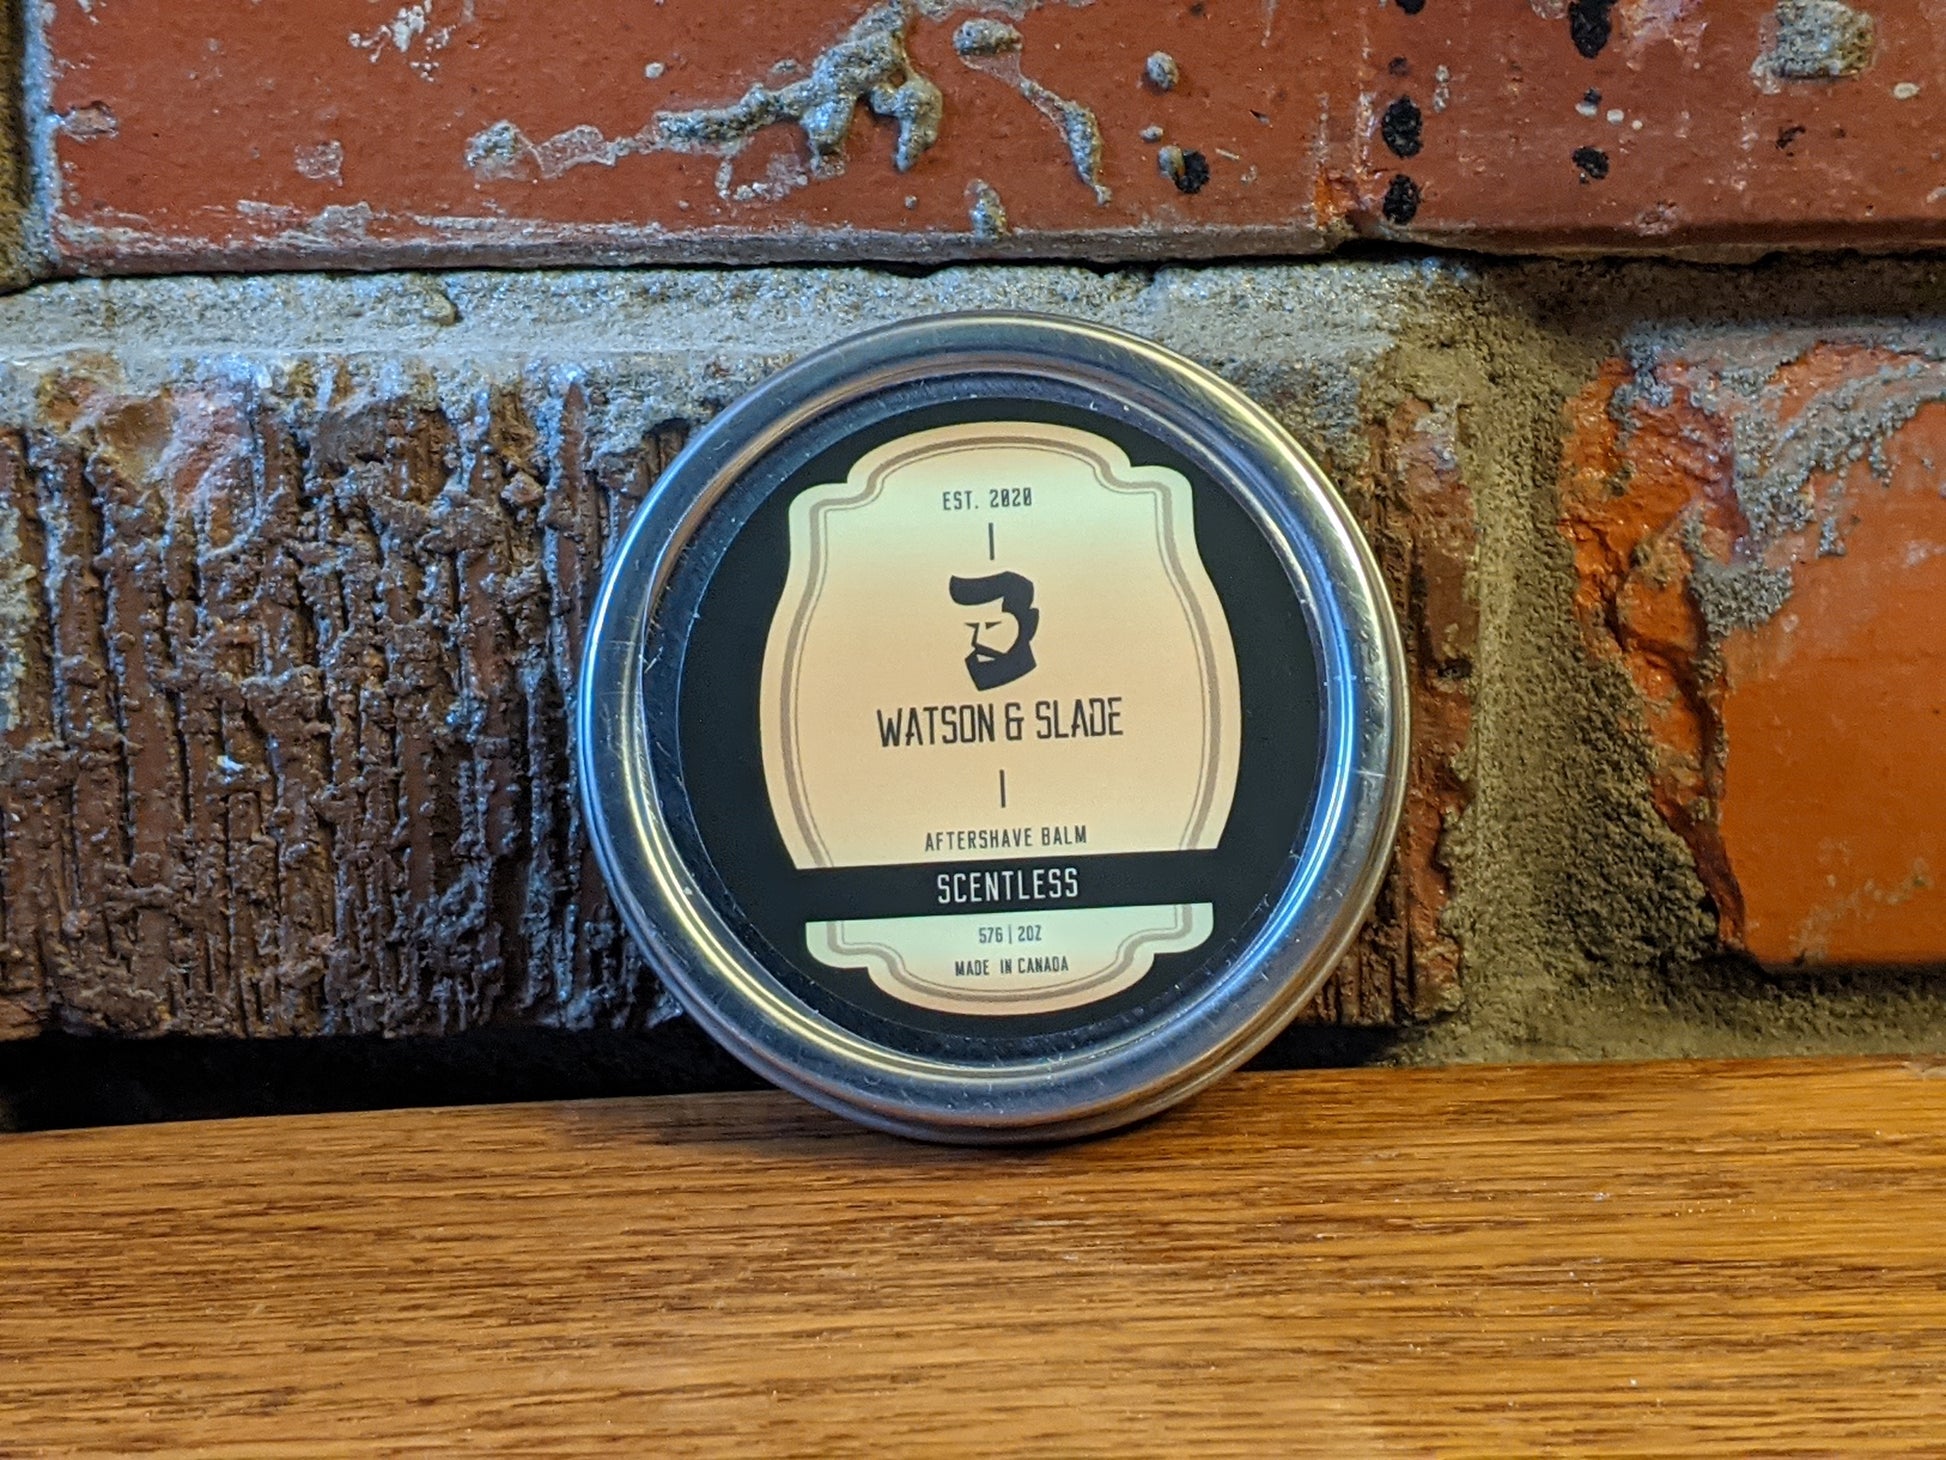 EST. 2020
WATSON & SLADE
AFTERSHAVE BALM
SCENTLESS
57G | 2OZ
MADE IN CANADA